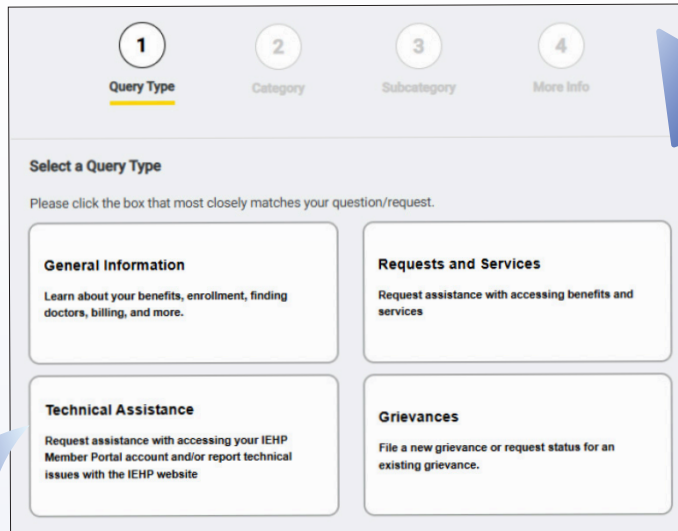 1
2
3
4
Query Type
Category
Subcategory
More Info
Select a Query Type
Please click the box that most closely matches your question/request.
General Information
Learn about your benefits, enrollment, finding
doctors, billing, and more.
Requests and Services
Request assistance with accessing benefits and
services
Technical Assistance
Request assistance with accessing your IEHP
Member Portal account and/or report technical
issues with the IEHP website
Grievances
File a new grievance or request status for an
existing grievance.